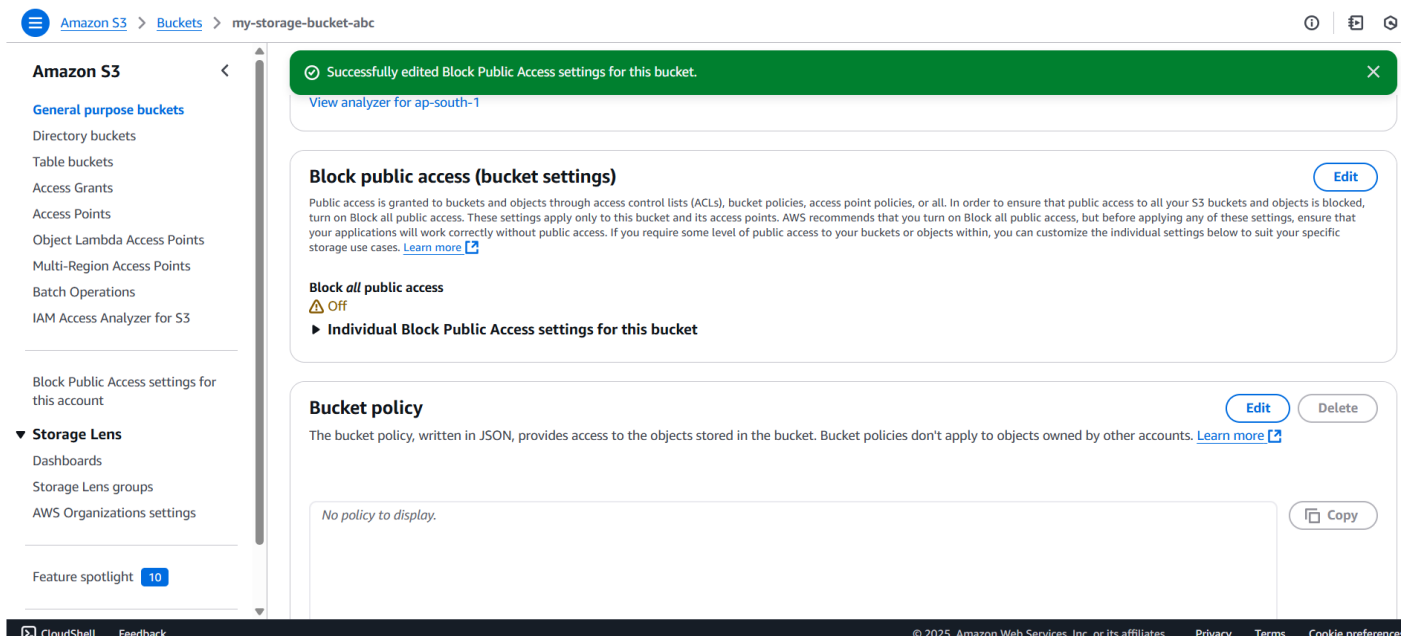 Amazon S3 > Buckets > my-storage-bucket-abc
Amazon S3
General purpose buckets
Directory buckets
Table buckets
Access Grants
Access Points
Object Lambda Access Points
Multi-Region Access Points
Batch Operations
IAM Access Analyzer for S3
Block Public Access settings for
this account
Storage Lens
Dashboards
Storage Lens groups
AWS Organizations settings
Feature spotlight 10
Successfully edited Block Public Access settings for this bucket.
View analyzer for ap-south-1
Block public access (bucket settings)
Edit
Public access is granted to buckets and objects through access control lists (ACLs), bucket policies, access point policies, or all. In order to ensure that public access to all your S3 buckets and objects is blocked,
turn on Block all public access. These settings apply only to this bucket and its access points. AWS recommends that you turn on Block all public access, but before applying any of these settings, ensure that
your applications will work correctly without public access. If you require some level of public access to your buckets or objects within, you can customize the individual settings below to suit your specific
storage use cases. Learn more
Block all public access
Off
Individual Block Public Access settings for this bucket
Bucket policy
Edit Delete
The bucket policy, written in JSON, provides access to the objects stored in the bucket. Bucket policies don't apply to objects owned by other accounts. Learn more
No policy to display.
Copy
CloudShell Feedback © 2025, Amazon Web Services, Inc. or its affiliates. Privacy Terms Cookie preferences